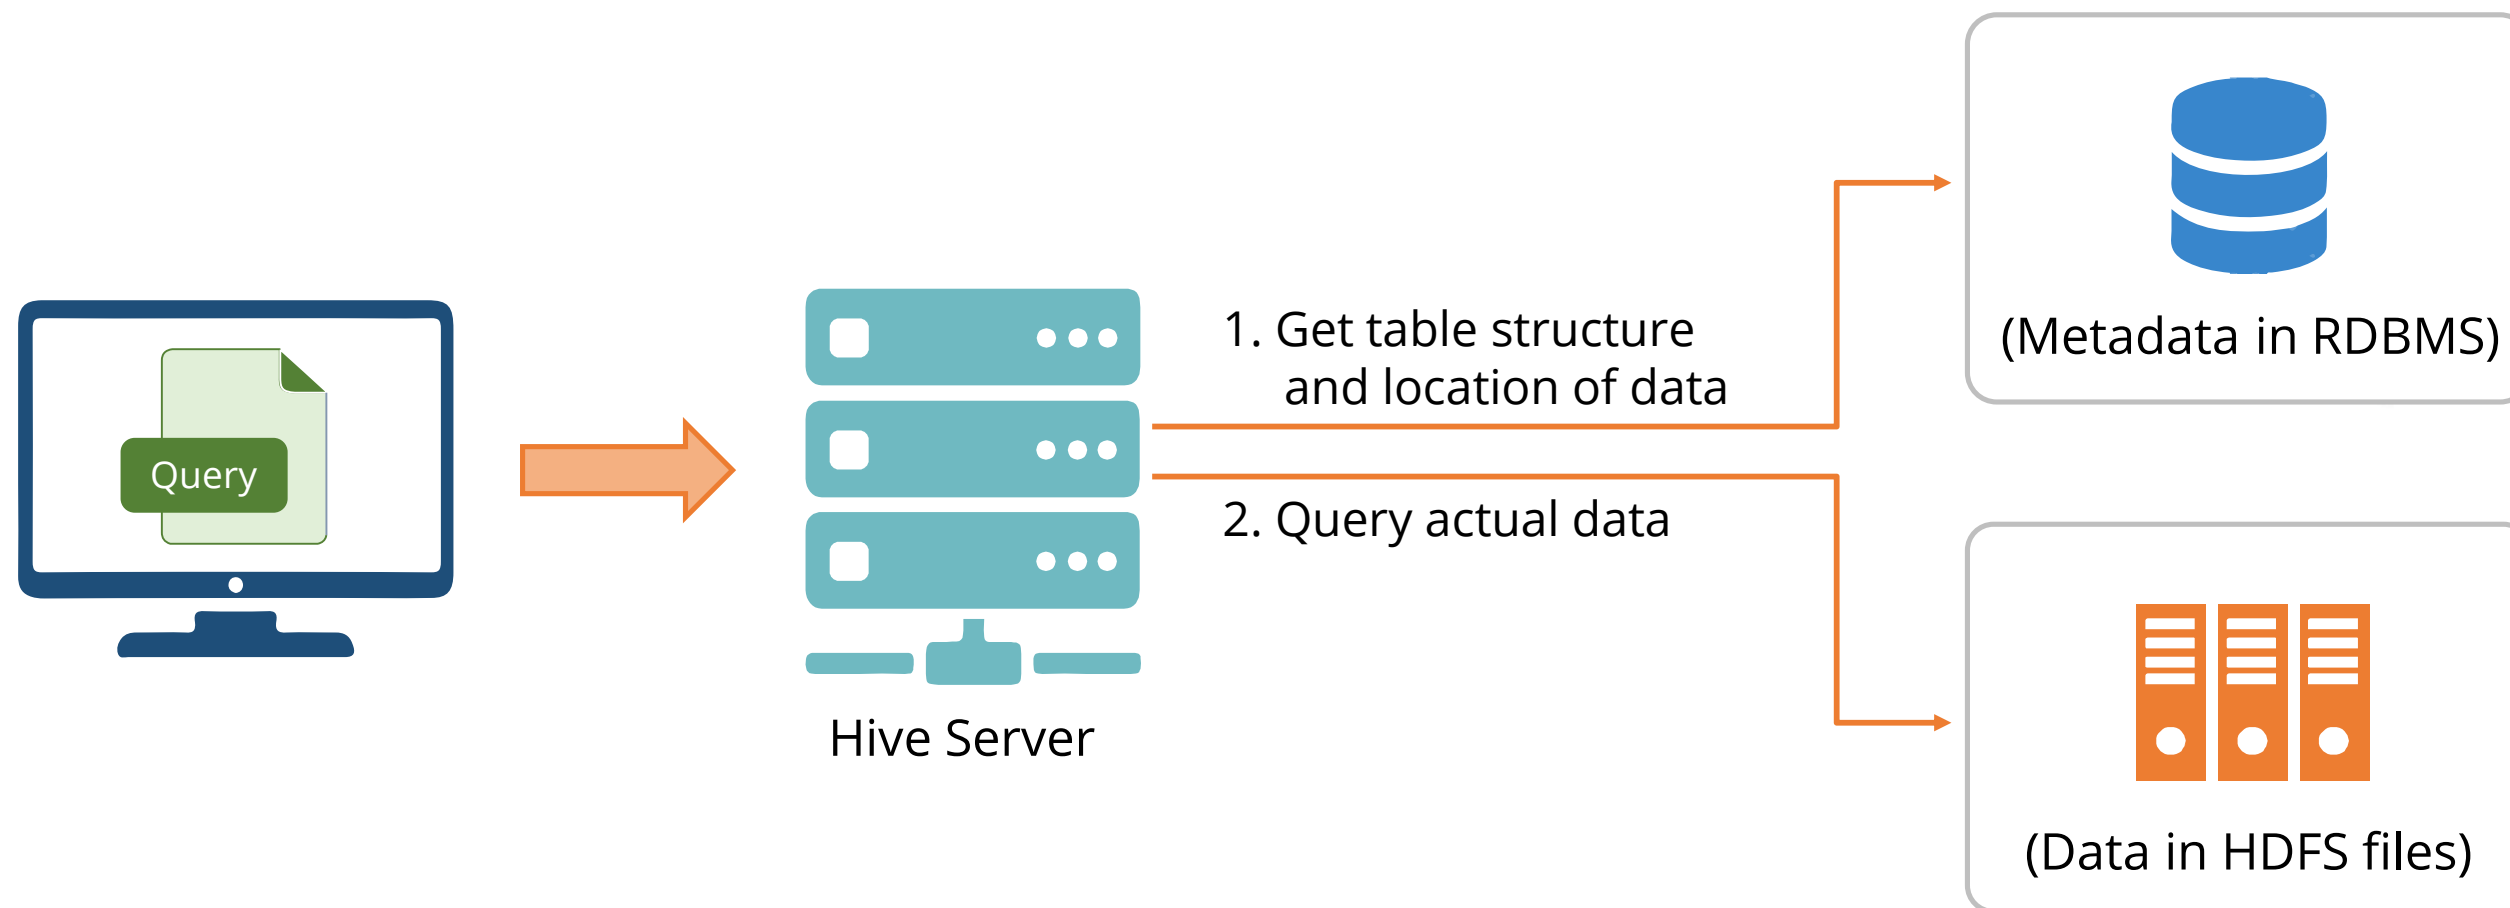 Query
Hive Server
1. Get table structure
and location of data
2. Query actual data
(Metadata in RDBMS)
(Data in HDFS files)